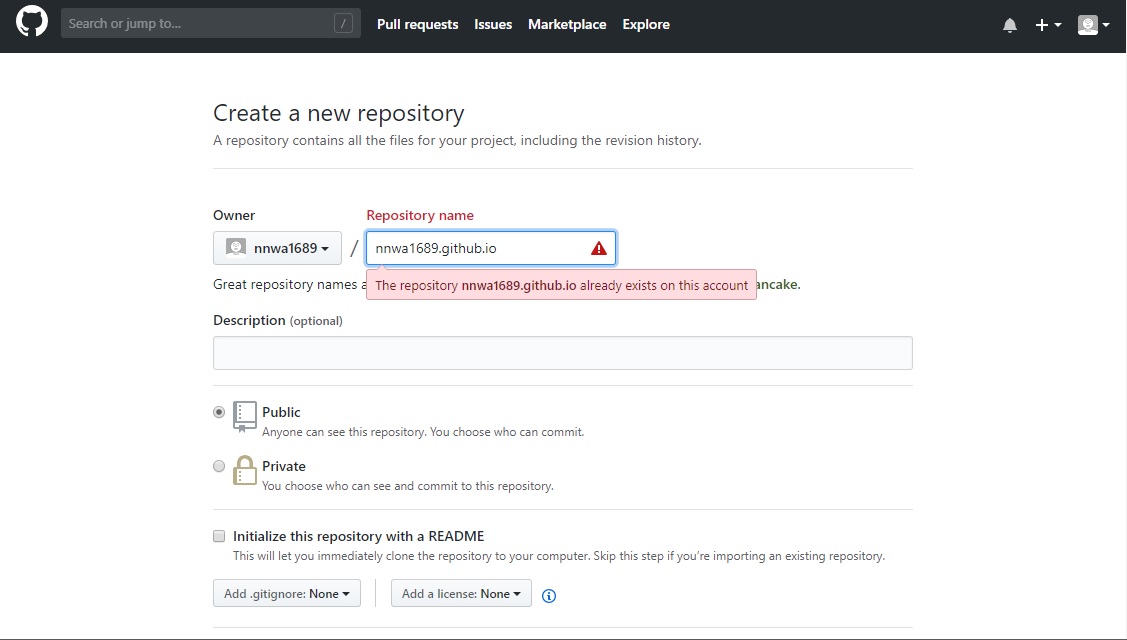 Search or jump to... / Pull requests Issues Marketplace Explore
Create a new repository
A repository contains all the files for your project, including the revision history.
Owner Repository name
nnwa1689 / nnwa1689.github.io
The repository nnwa1689.github.io already exists on this account
Great repository names a ancake.
Description (optional)
Public
Anyone can see this repository. You choose who can commit.
Private
You choose who can see and commit to this repository.
Initialize this repository with a README
This will let you immediately clone the repository to your computer. Skip this step if you’re importing an existing repository.
Add .gitignore: None Add a license: None